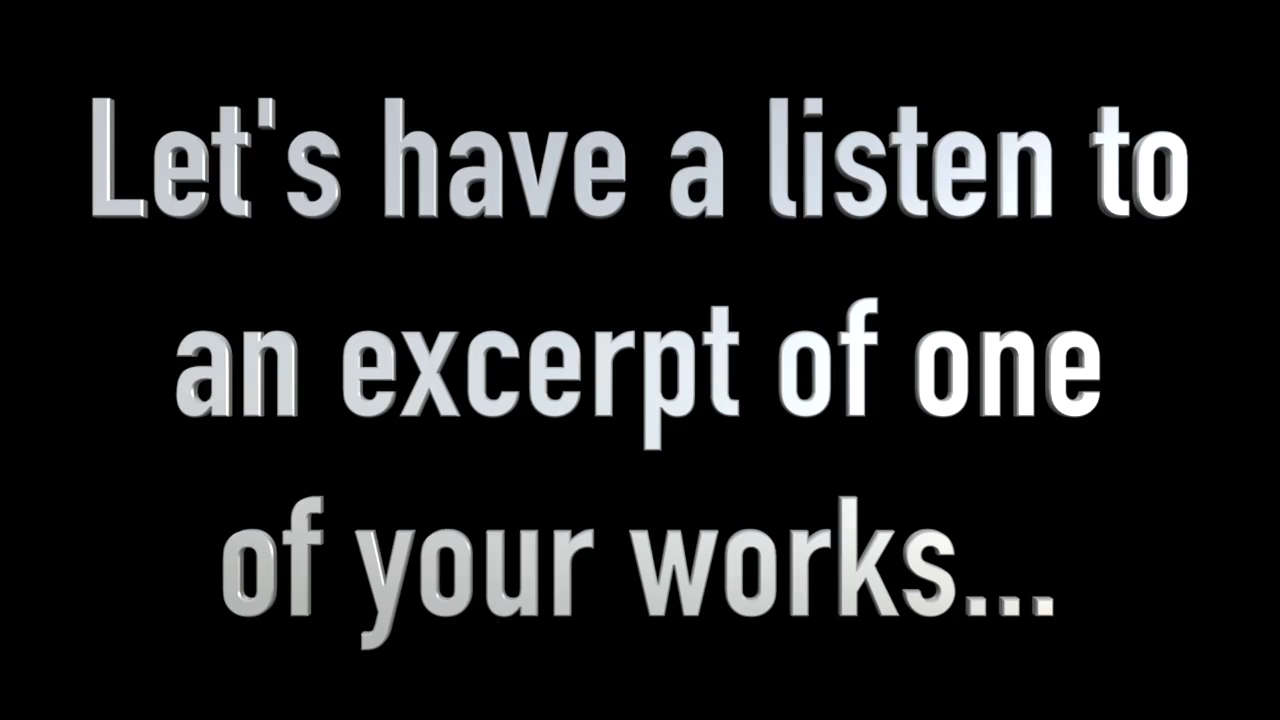 Let's have a listen to
an excerpt of one
of your works...